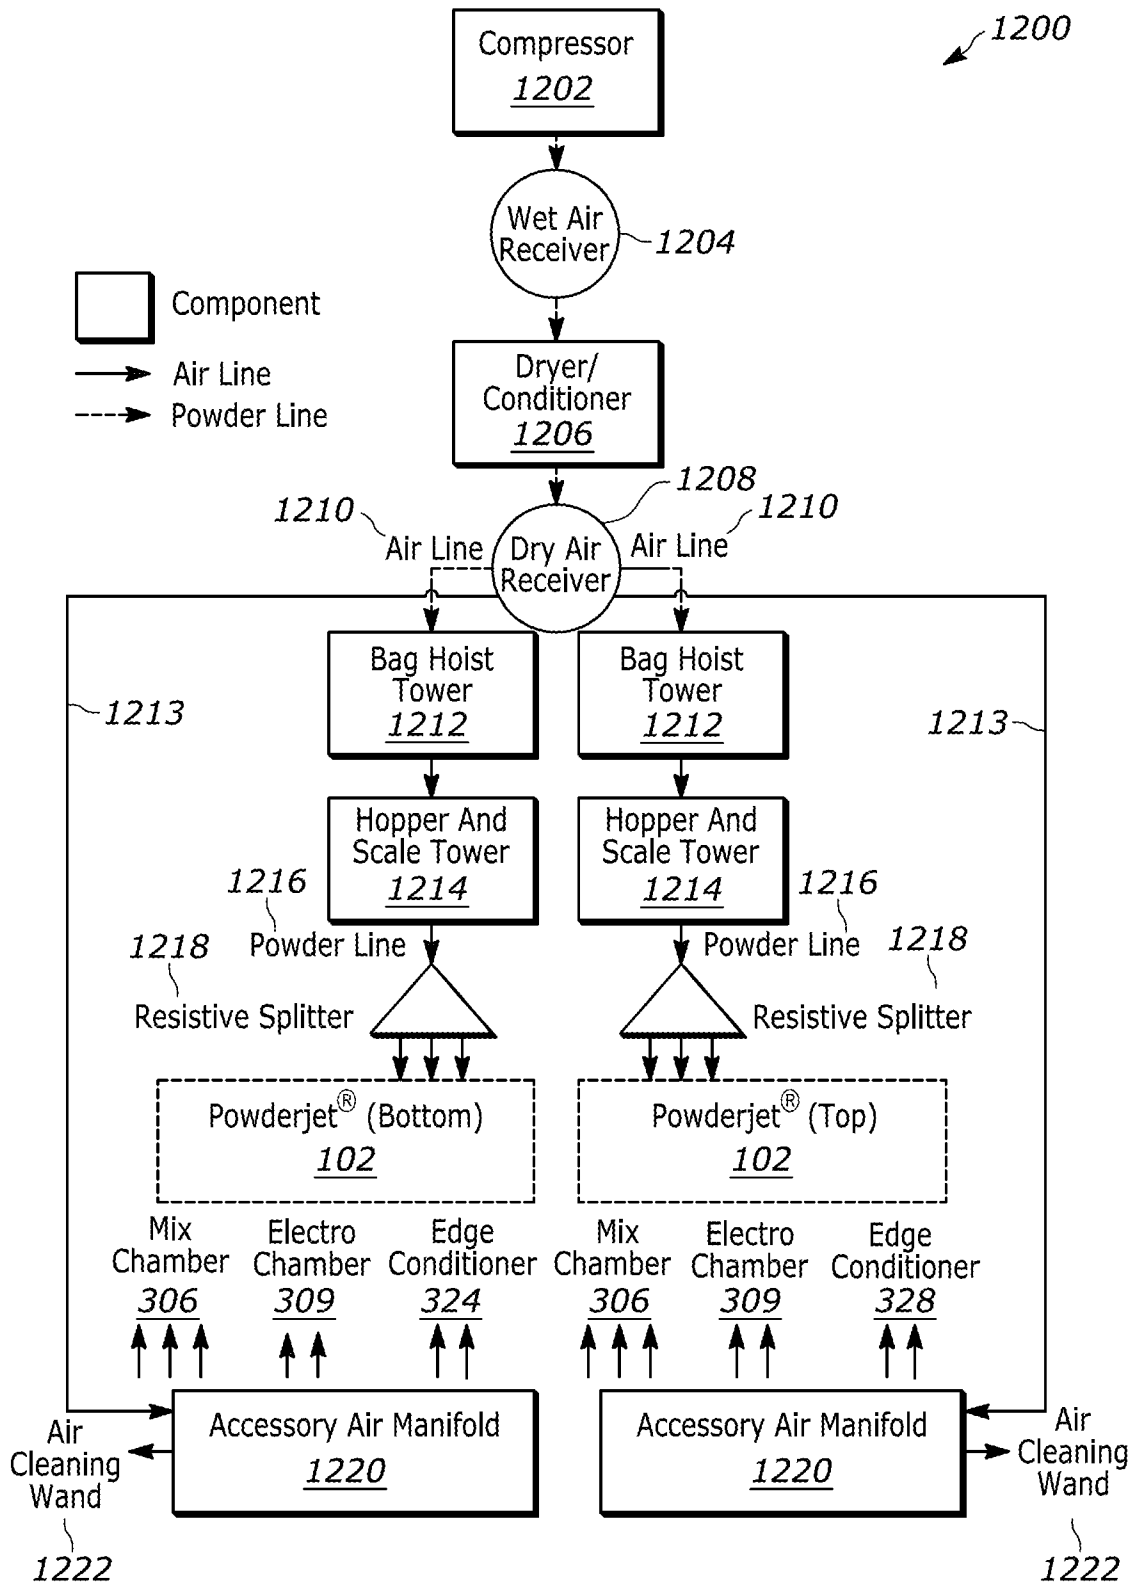 1200
Compressor
1202
Wet Air
Receiver
1204
Component
Air Line
Powder Line
Dryer/
Conditioner
1206
1208
1210
1210
Air Line
Air Line
Dry Air
Receiver
Bag Hoist
Tower
1212
Bag Hoist
Tower
1212
1213
1213
Hopper And
Scale Tower
1214
Hopper And
Scale Tower
1214
1216
1216
Powder Line
Powder Line
1218
1218
Resistive Splitter
Resistive Splitter
Powderjet® (Bottom)
102
Powderjet® (Top)
102
Mix
Chamber
306
Electro
Chamber
309
Edge
Conditioner
324
Mix
Chamber
306
Electro
Chamber
309
Edge
Conditioner
328
Accessory Air Manifold
1220
Accessory Air Manifold
1220
Air
Cleaning
Wand
1222
Air
Cleaning
Wand
1222